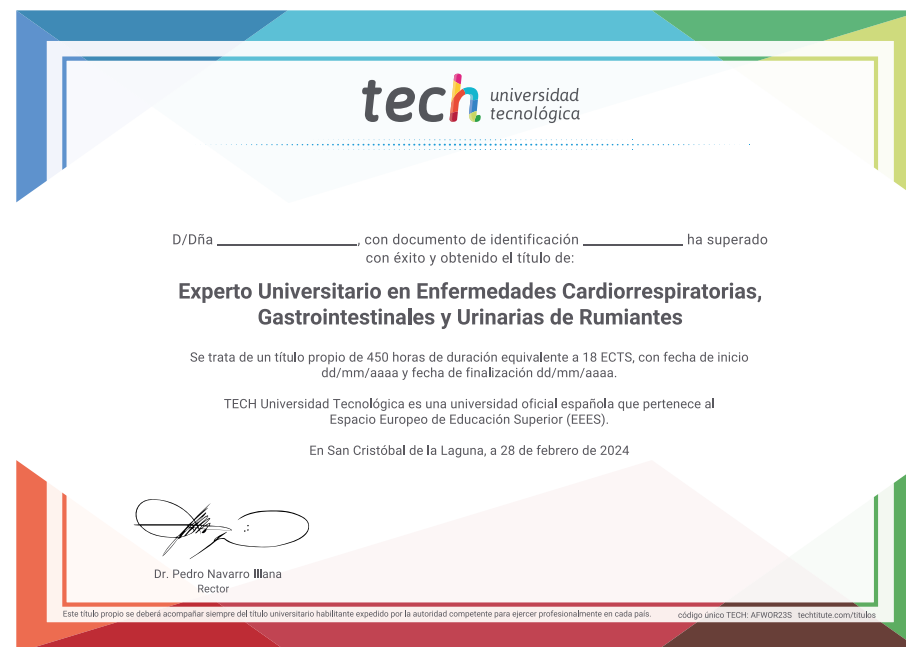 tech universidad
tecnológica
D/Dña ____________________, con documento de identificación ______________ ha superado
con éxito y obtenido el título de:
Experto Universitario en Enfermedades Cardiorrespiratorias,
Gastrointestinales y Urinarias de Rumiantes
Se trata de un título propio de 450 horas de duración equivalente a 18 ECTS, con fecha de inicio
dd/mm/aaaa y fecha de finalización dd/mm/aaaa.
TECH Universidad Tecnológica es una universidad oficial española que pertenece al
Espacio Europeo de Educación Superior (EEES).
En San Cristóbal de la Laguna, a 28 de febrero de 2024
Dr. Pedro Navarro Illana
Rector
Este título propio se deberá acompañar siempre del título universitario habilitante expedido por la autoridad competente para ejercer profesionalmente en cada país. código único TECH: AFWOR23S techtitute.com/titulos